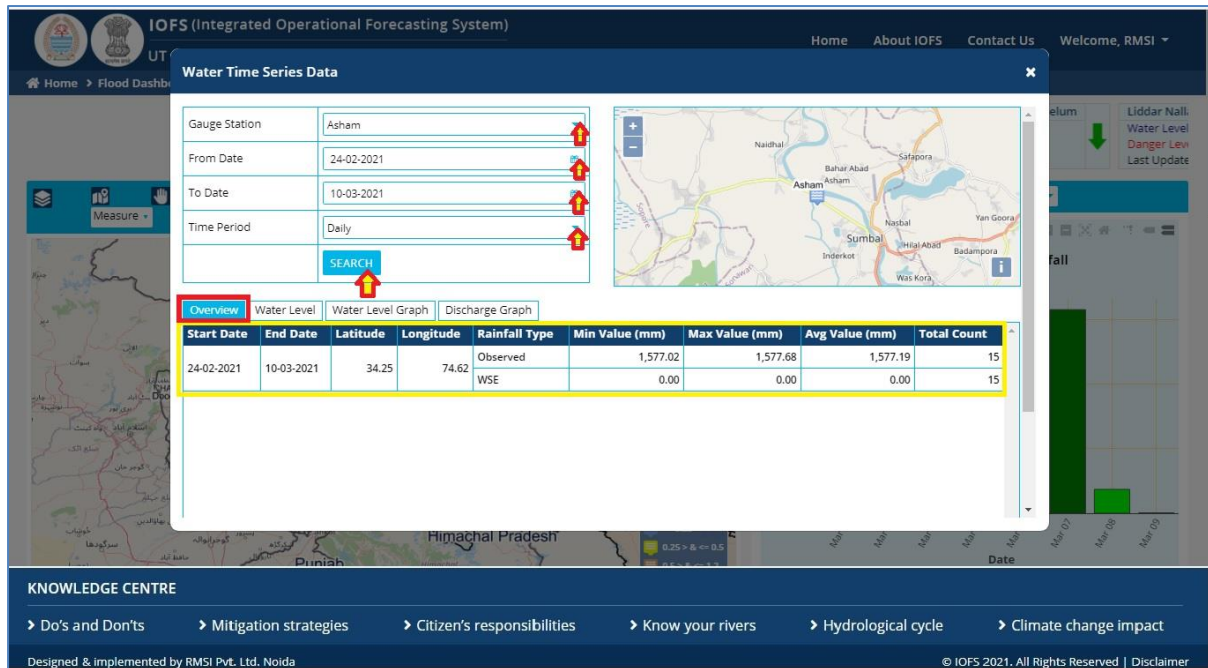 IOFS (Integrated Operational Forecasting System)
UT
Home About IOFS Contact Us Welcome, RMSI
Home > Flood Dashbo
Water Time Series Data
Gauge Station Asham
From Date 24-02-2021
To Date 10-03-2021
Time Period Daily
SEARCH
Naidhal
Bahar Abad
Safapora
Asham
Asham
Nasbal
Yan Goora
Sumbal
Hilal Abad
Badampora
Inderkot
Was Kora
elum
Liddar Nall
Water Level
Danger Lev
Last Update
Measure
fall
Overview Water Level Water Level Graph Discharge Graph
Start Date End Date Latitude Longitude Rainfall Type Min Value (mm) Max Value (mm) Avg Value (mm) Total Count
24-02-2021 10-03-2021 34.25 74.62 Observed 1,577.02 1,577.68 1,577.19 15
WSE 0.00 0.00 0.00 15
Himachal Pradesh
Punjab
0.25 > & <= 0.5
Mar 07 Mar 08 Mar 09
Date
KNOWLEDGE CENTRE
> Do's and Don'ts > Mitigation strategies > Citizen's responsibilities > Know your rivers > Hydrological cycle > Climate change impact
Designed & implemented by RMSI Pvt. Ltd. Noida © IOFS 2021. All Rights Reserved | Disclaimer